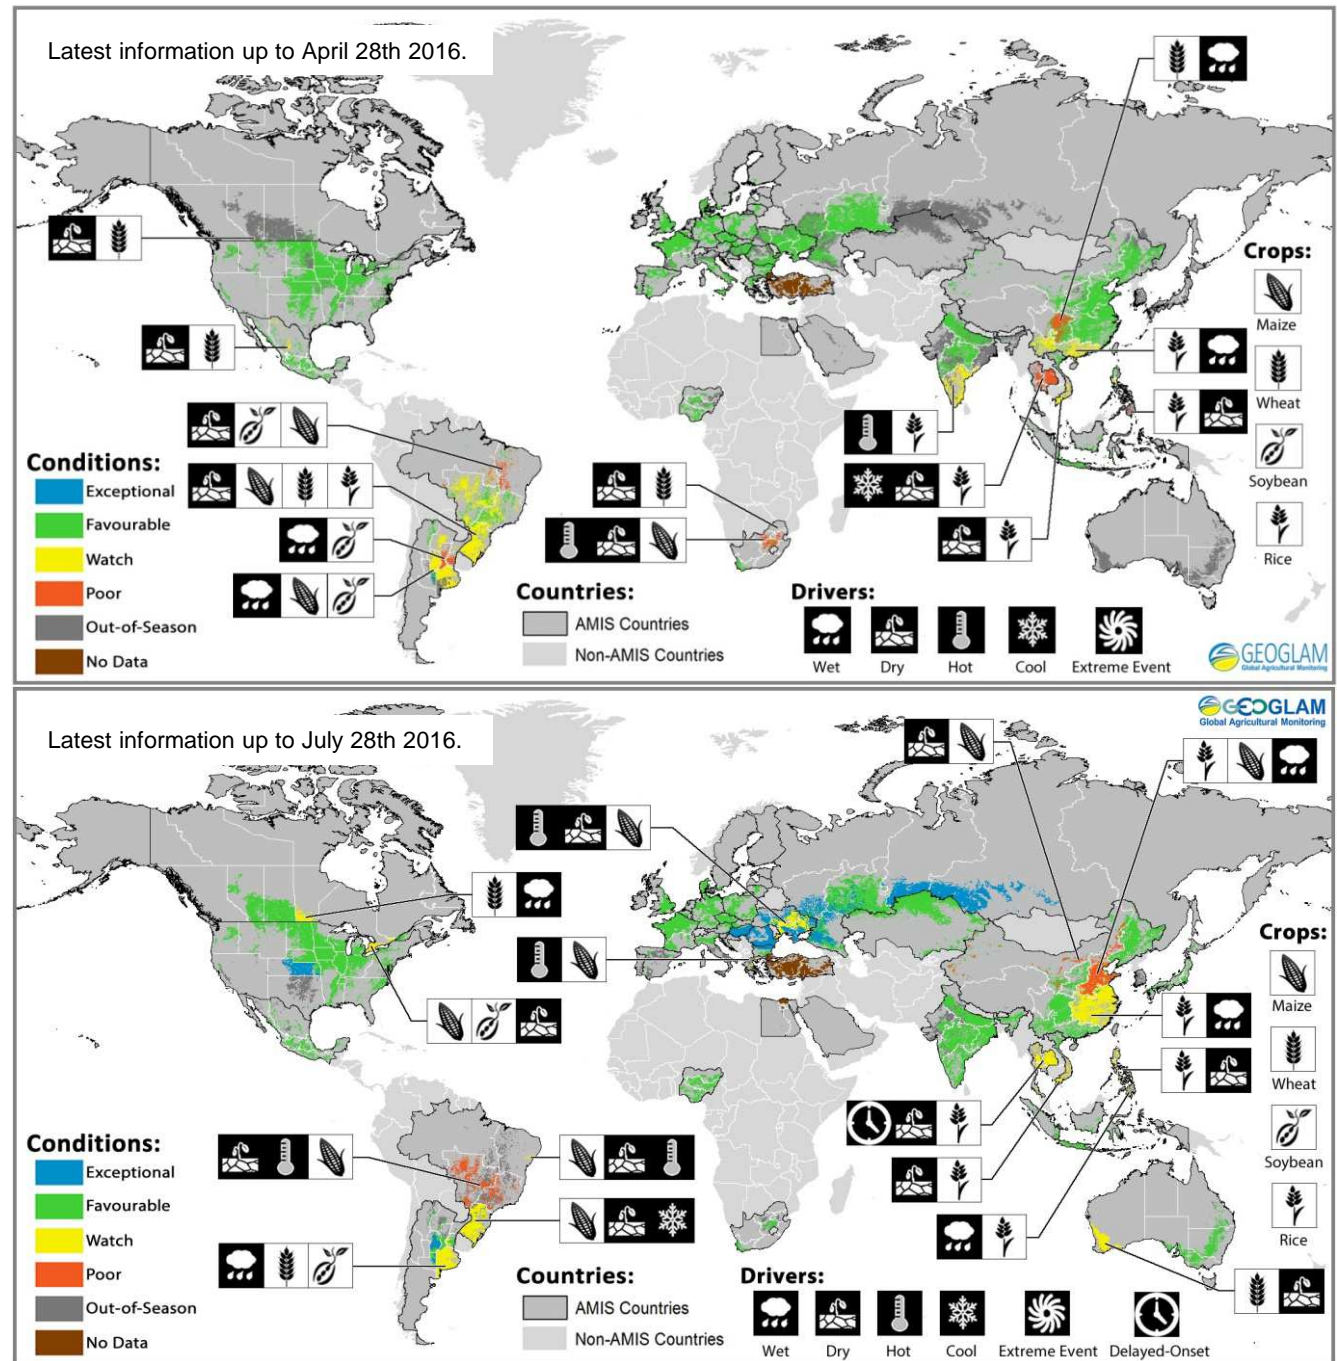 Latest information up to April 28th 2016.
Crops:
Maize
Wheat
Soybean
Rice
Conditions:
Exceptional
Favourable
Watch
Poor
Out-of-Season
No Data
Countries:
AMIS Countries
Non-AMIS Countries
Drivers:
Wet
Dry
Hot
Cool
Extreme Event
GEOGLAM
Global Agricultural Monitoring
GEOGLAM
Global Agricultural Monitoring
Latest information up to July 28th 2016.
Crops:
Maize
Wheat
Soybean
Rice
Conditions:
Exceptional
Favourable
Watch
Poor
Out-of-Season
No Data
Countries:
AMIS Countries
Non-AMIS Countries
Drivers:
Wet
Dry
Hot
Cool
Extreme Event
Delayed-Onset